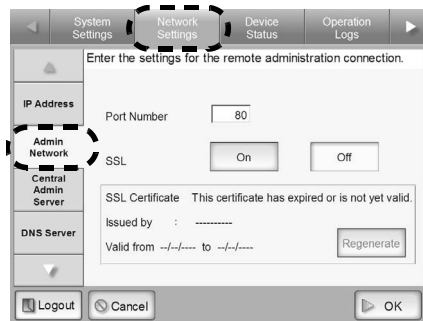 System Settings
Network Settings
Device Status
Operation Logs
Enter the settings for the remote administration connection.
IP Address
Admin Network
Central Admin Server
DNS Server
Port Number 80
SSL On Off
SSL Certificate This certificate has expired or is not yet valid.
Issued by : ----------
Valid from --/--/---- to --/--/----
Regenerate
Logout
Cancel
OK